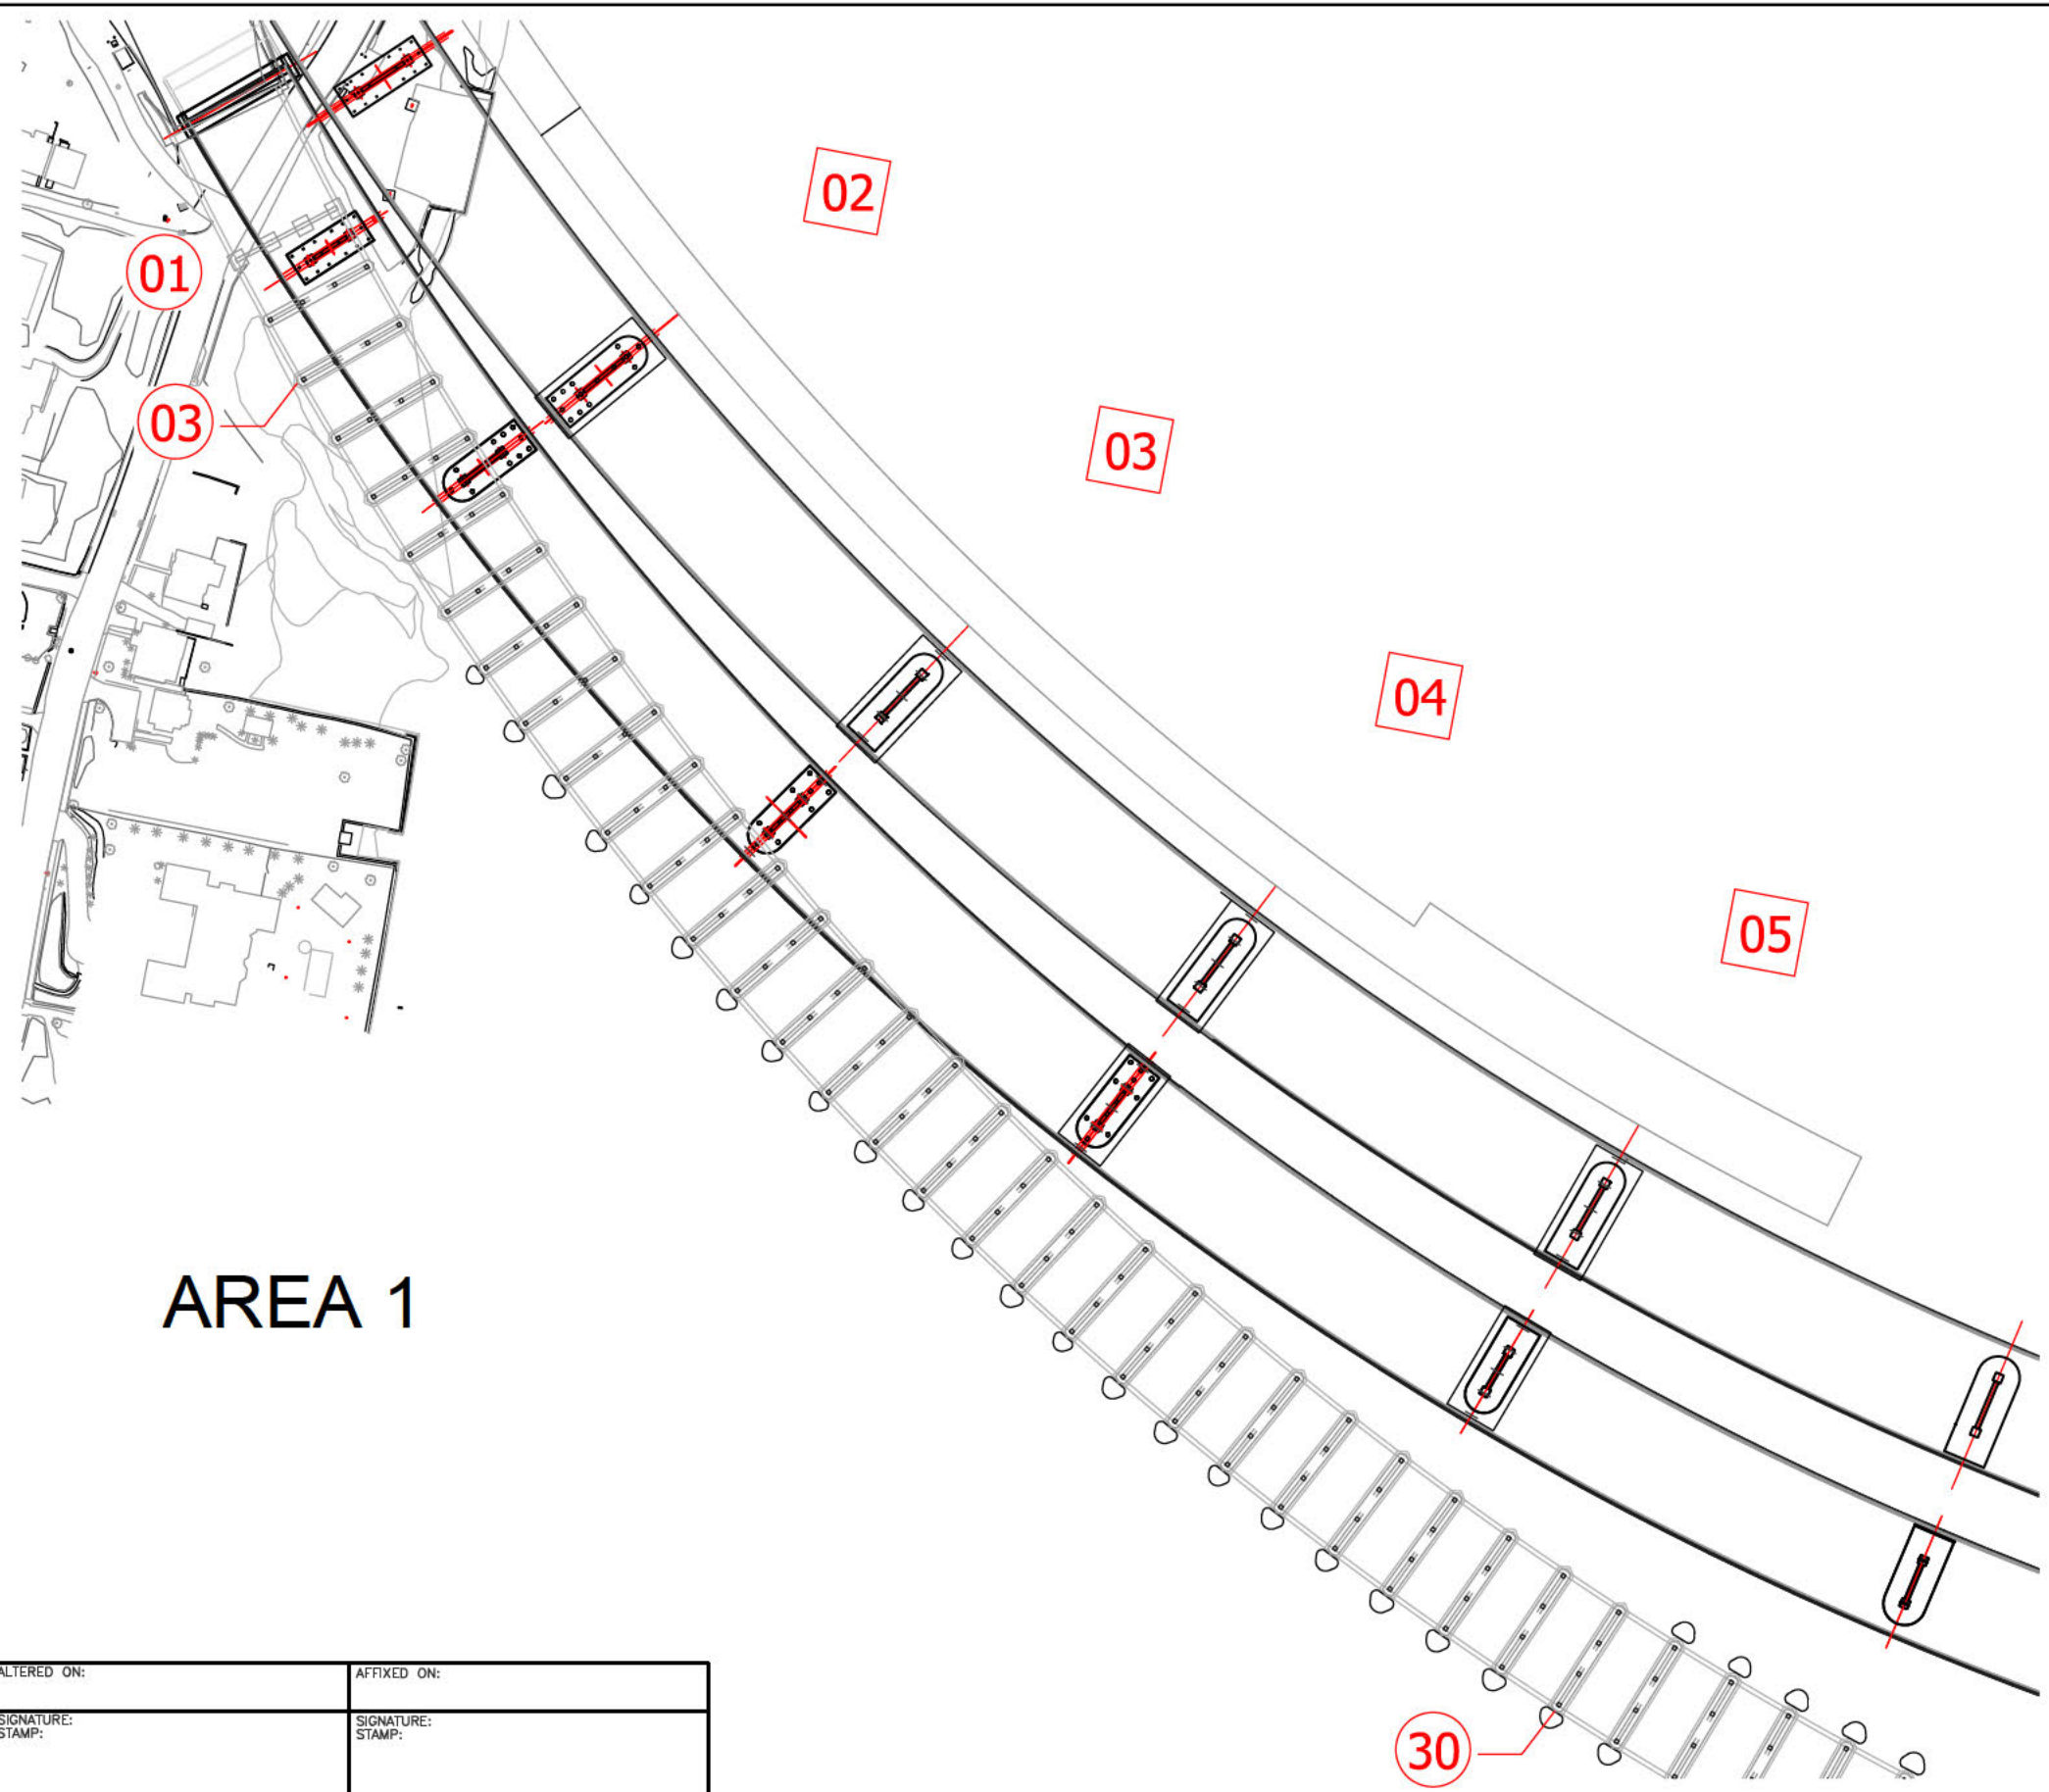 02
01
03
03
04
05
AREA 1
ALTERED ON:
AFFIXED ON:
SIGNATURE:
STAMP:
SIGNATURE:
STAMP:
30